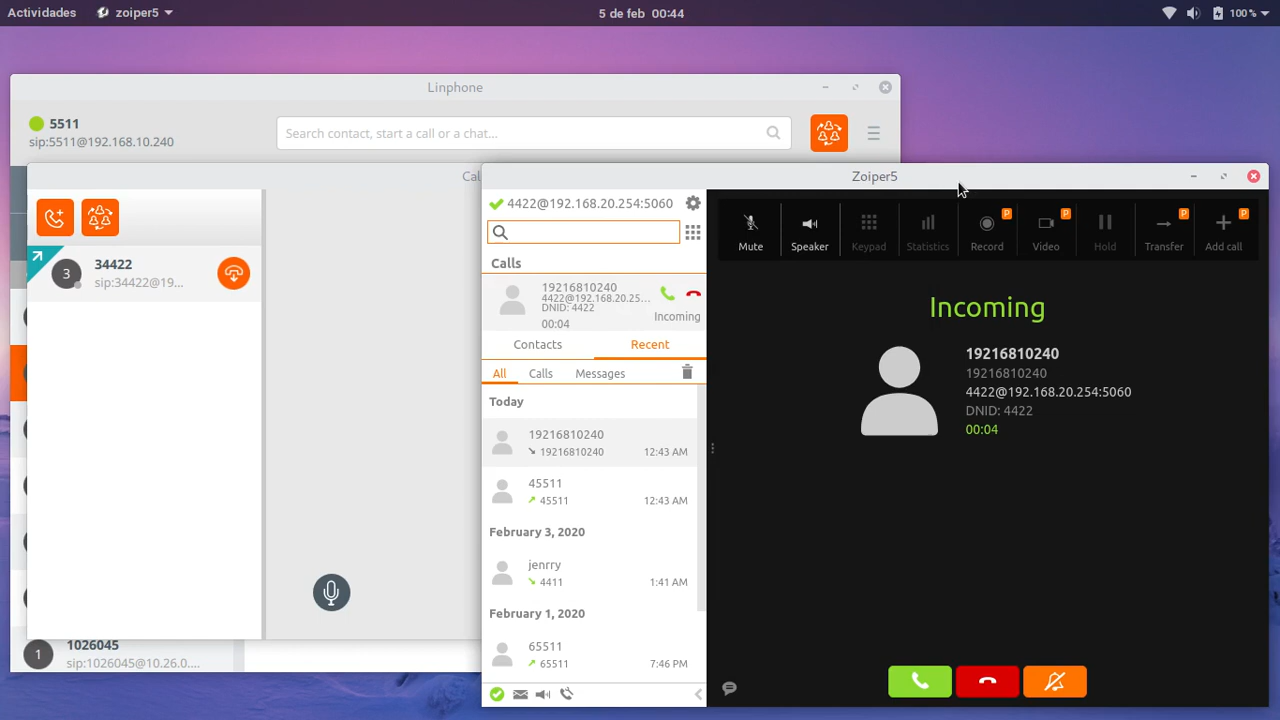 Actividades
zoiper5
5 de feb 00:44
100 %
Linphone
5511
sip:5511@192.168.10.240
Search contact, start a call or a chat...
Cal
34422
sip:34422@19...
3
1026045
sip:1026045@10.26.0....
1
Zoiper5
4422@192.168.20.254:5060
Calls
19216810240
4422@192.168.20.25...
DNID: 4422
00:04
Incoming
Contacts
Recent
All
Calls
Messages
Today
19216810240
19216810240
12:43 AM
45511
45511
12:43 AM
February 3, 2020
jenrry
4411
1:41 AM
February 1, 2020
65511
65511
7:46 PM
Mute
Speaker
Keypad
Statistics
P
Record
P
Video
Hold
P
Transfer
P
Add call
Incoming
19216810240
19216810240
4422@192.168.20.254:5060
DNID: 4422
00:04